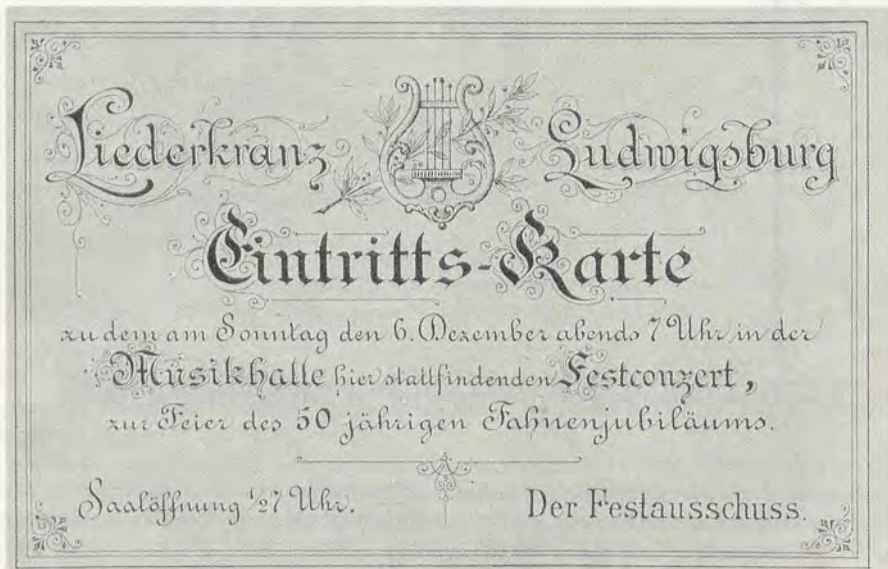 Liederkranz Ludwigsburg
Eintritts-Karte
zu dem am Sonntag den 6. Dezember abends 7 Uhr in der
Musikhalle hier stattfindenden Festconzert,
zur Feier des 50 jährigen Fahnenjubiläums.
Saalöffnung ½7 Uhr. Der Festausschuss.